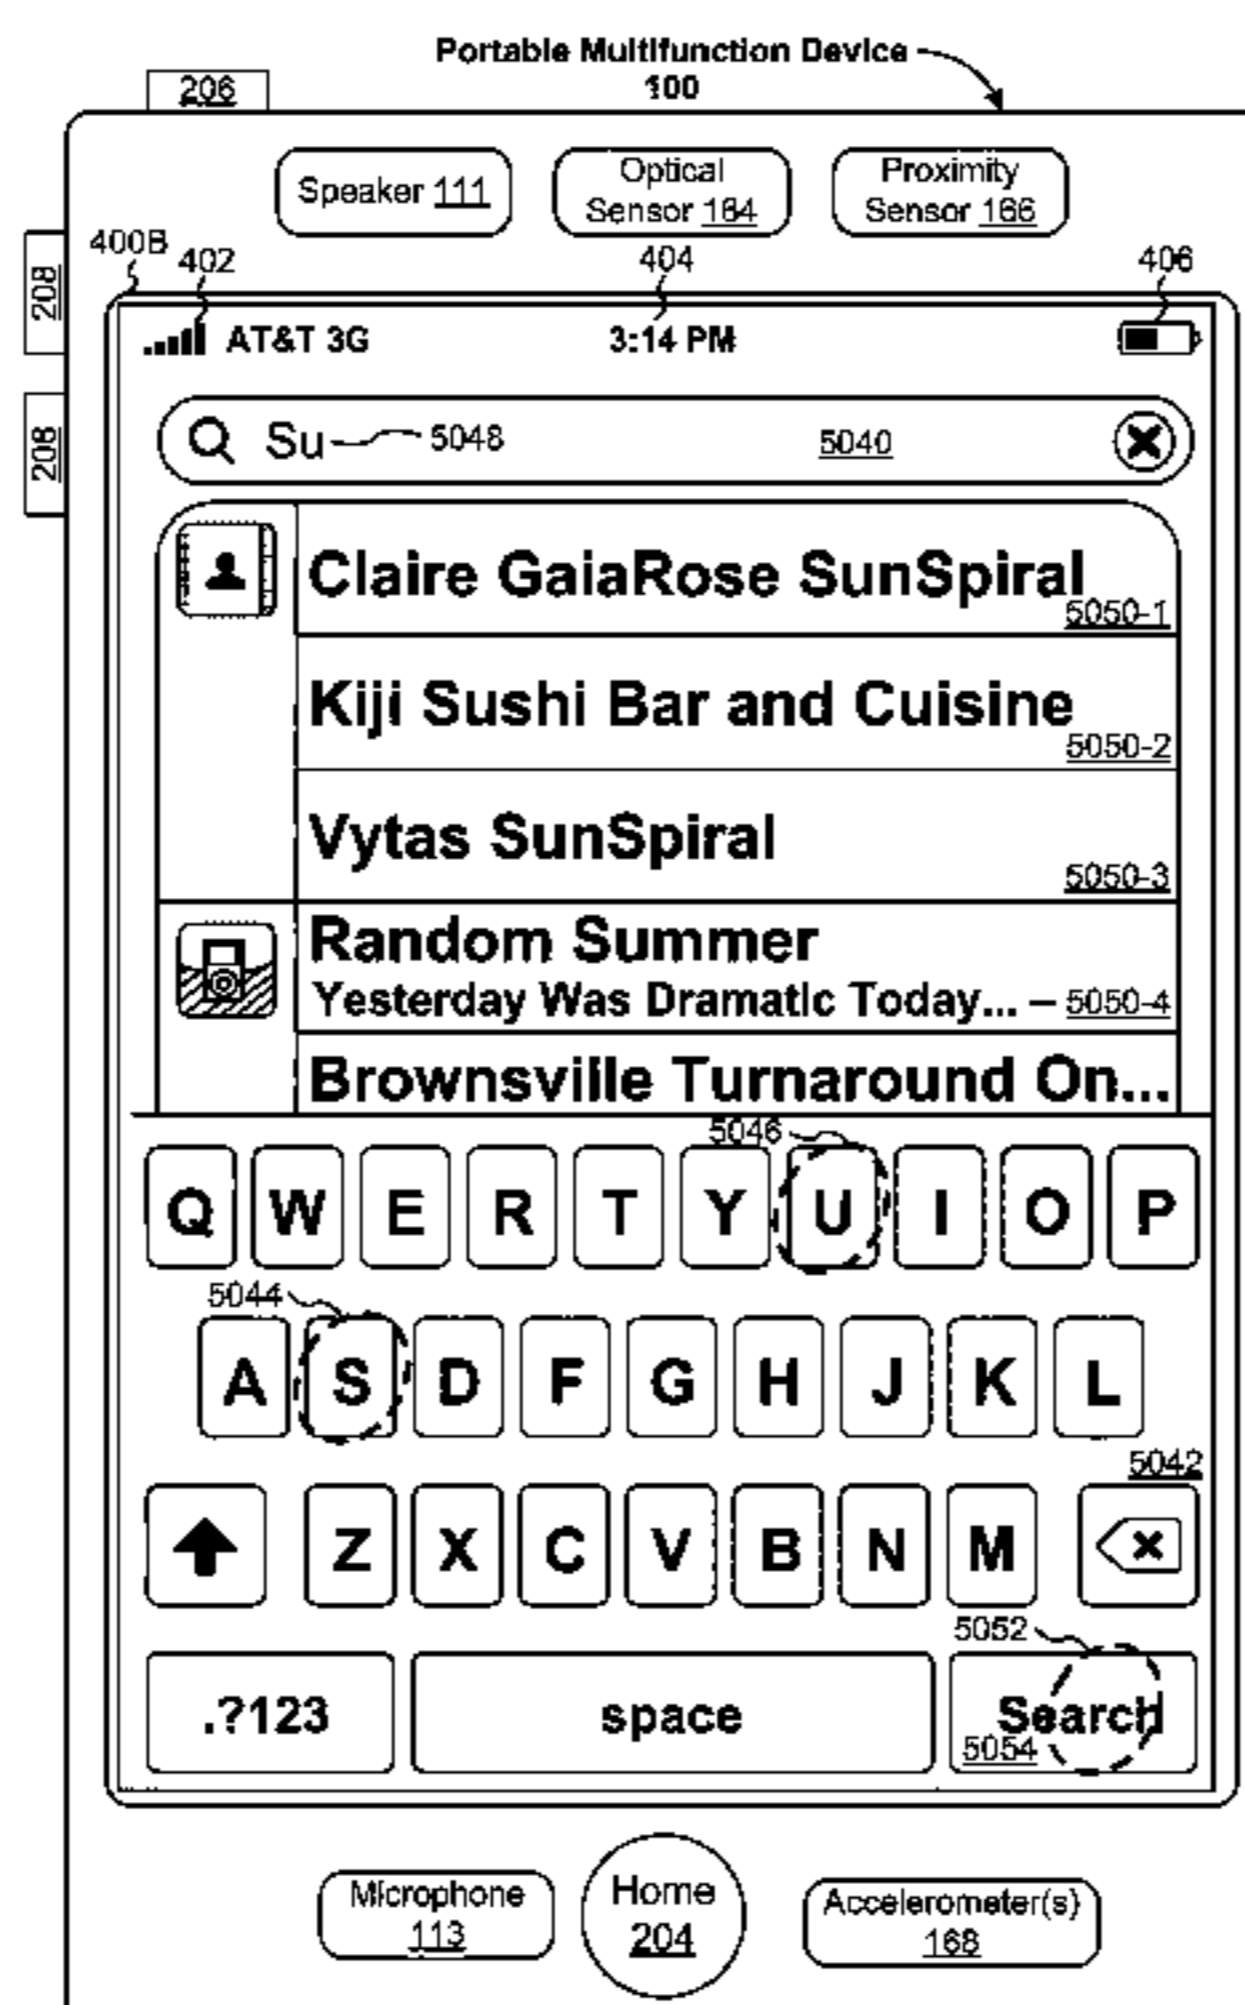 Portable Multifunction Device
100
206
Speaker 111
Optical
Sensor 164
Proximity
Sensor 166
208
208
400B
402
404
406
AT&T 3G
3:14 PM
Su
5048
5040
Claire GaiaRose SunSpiral
5050-1
Kiji Sushi Bar and Cuisine
5050-2
Vytas SunSpiral
5050-3
Random Summer
Yesterday Was Dramatic Today... – 5050-4
Brownsville Turnaround On...
5046
Q W E R T Y U I O P
5044
A S D F G H J K L
5042
Z X C V B N M
5052
.?123
space
Search
5054
Microphone
113
Home
204
Accelerometer(s)
168